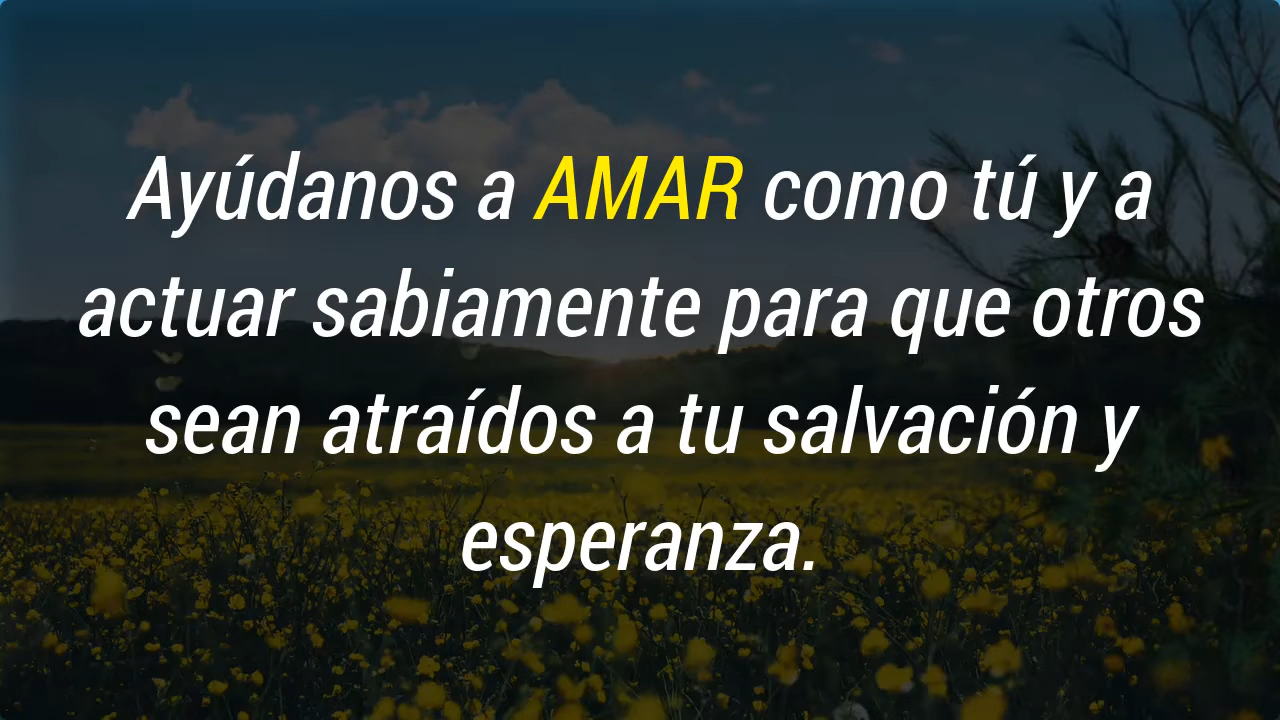 Ayúdanos a AMAR como tú y a
actuar sabiamente para que otros
sean atraídos a tu salvación y
esperanza.